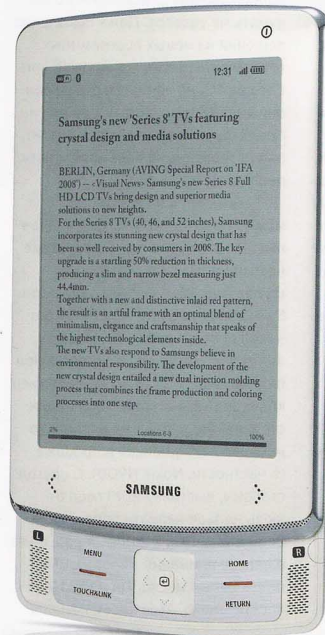 12:31
Samsung's new 'Series 8' TVs featuring
crystal design and media solutions
BERLIN, Germany (AVING Special Report on 'IFA
2008') -- <Visual News> Samsung's new Series 8 Full
HD LCD TVs bring design and superior media
solutions to new heights.
For the Series 8 TVs (40, 46, and 52 inches), Samsung
incorporates its stunning new crystal design that has
been so well received by consumers in 2008. The key
upgrade is a startling 50% reduction in thickness,
producing a slim and narrow bezel measuring just
44.4mm.
Together with a new and distinctive inlaid red pattern,
the result is an artful frame with an optimal blend of
minimalism, elegance and craftsmanship that speaks of
the highest technological elements inside.
The new TVs also respond to Samsungs believe in
environmental responsibility. The development of the
new crystal design entailed a new dual injection molding
process that combines the frame production and coloring
processes into one step.
2% Locations 6-9 100%
SAMSUNG
L R
MENU HOME
TOUCH&LINK RETURN